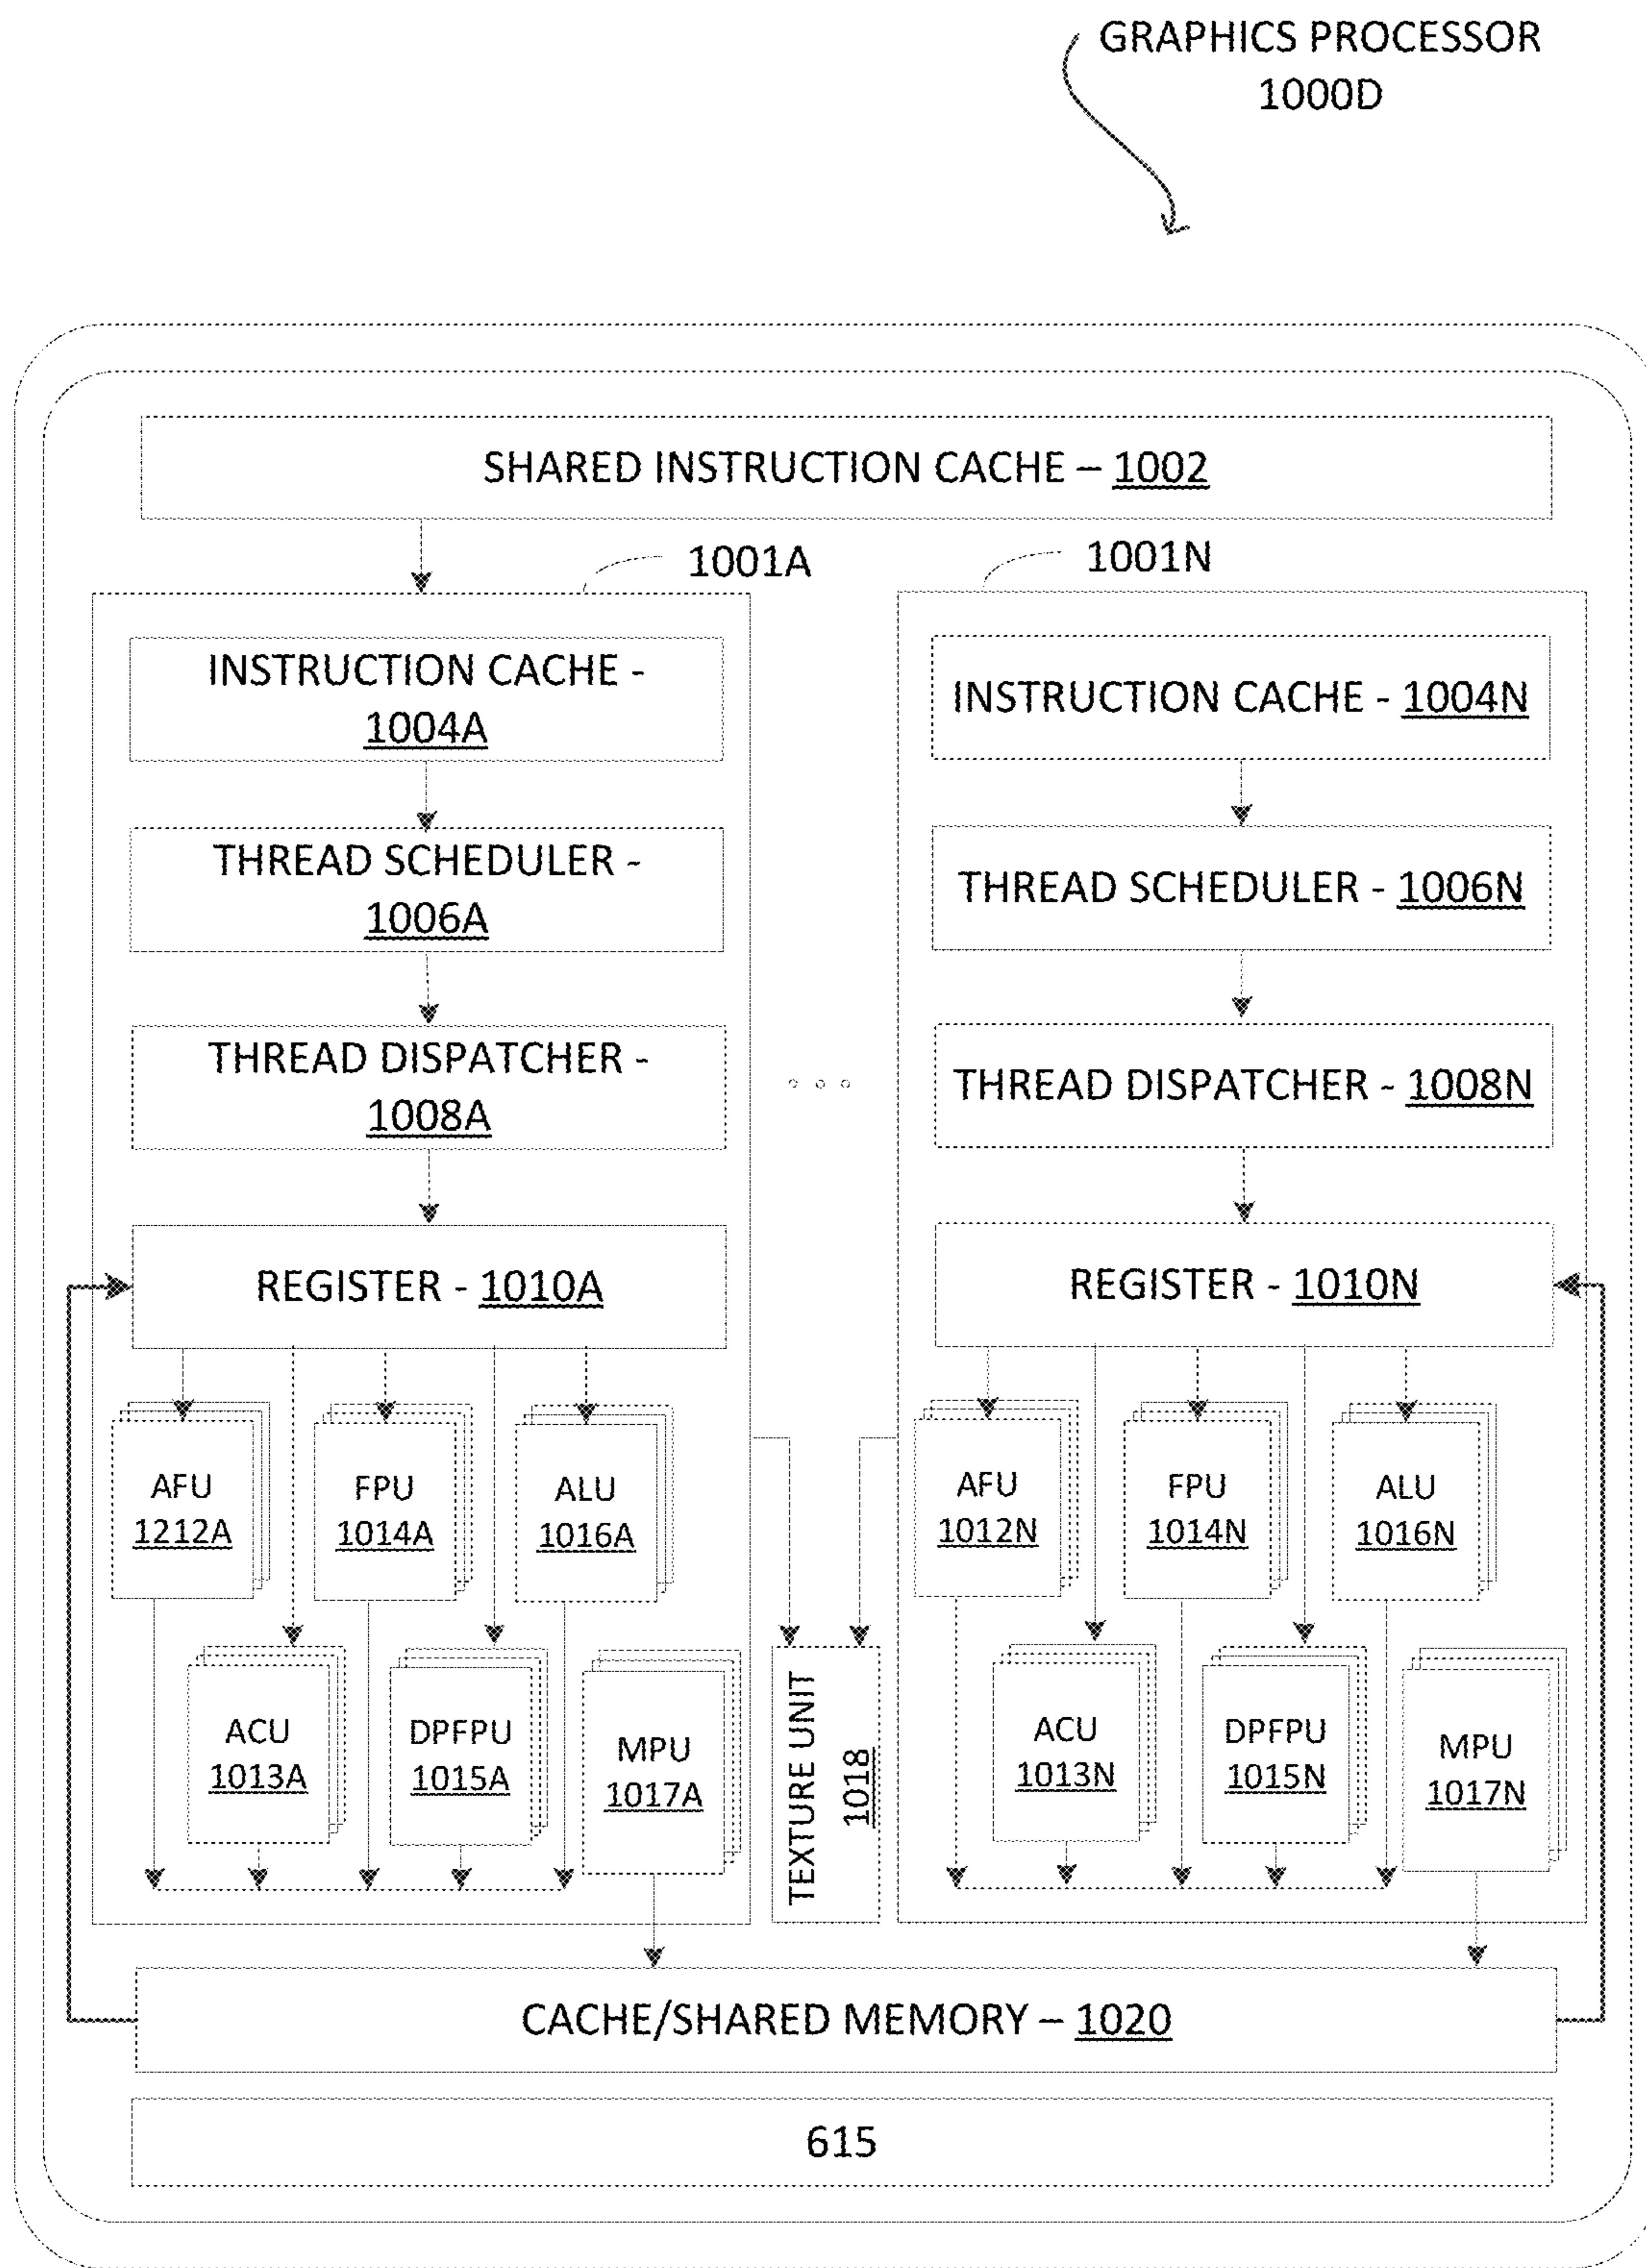 GRAPHICS PROCESSOR
1000D
SHARED INSTRUCTION CACHE – 1002
1001A
INSTRUCTION CACHE -
1004A
THREAD SCHEDULER -
1006A
THREAD DISPATCHER -
1008A
REGISTER - 1010A
AFU
1212A
FPU
1014A
ALU
1016A
ACU
1013A
DPFPU
1015A
MPU
1017A
TEXTURE UNIT
1018
1001N
INSTRUCTION CACHE - 1004N
THREAD SCHEDULER - 1006N
THREAD DISPATCHER - 1008N
REGISTER - 1010N
AFU
1012N
FPU
1014N
ALU
1016N
ACU
1013N
DPFPU
1015N
MPU
1017N
CACHE/SHARED MEMORY – 1020
615